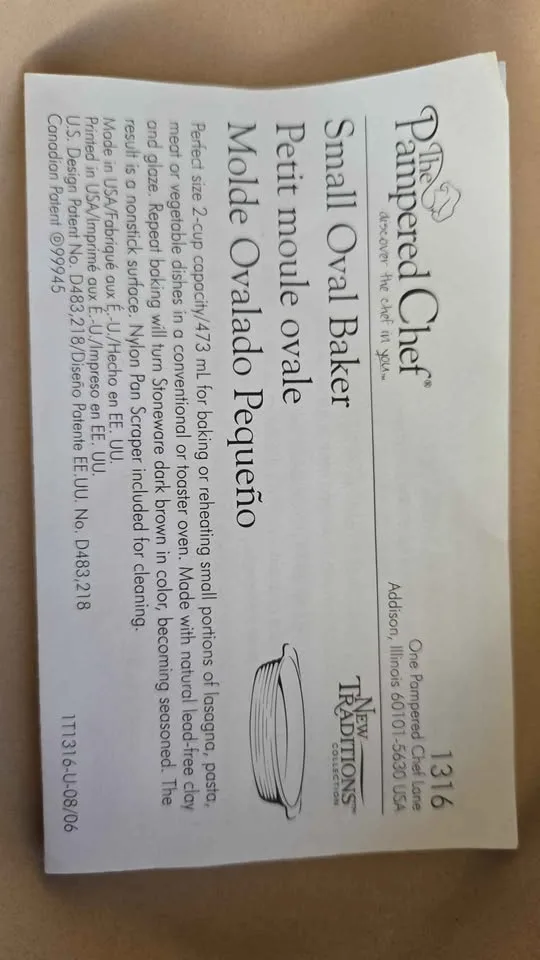 The
Pampered Chef®
discover the chef in you™
1316
One Pampered Chef Lane
Addison, Illinois 60101-5630 USA
Small Oval Baker
Petit moule ovale
Molde Ovalado Pequeño
NEW
TRADITIONS™
COLLECTION
Perfect size 2-cup capacity/473 mL for baking or reheating small portions of lasagna, pasta,
meat or vegetable dishes in a conventional or toaster oven. Made with natural lead-free clay
and glaze. Repeat baking will turn Stoneware dark brown in color, becoming seasoned. The
result is a nonstick surface. Nylon Pan Scraper included for cleaning.
Made in USA/Fabriqué aux É.-U./Hecho en EE. UU.
Printed in USA/Imprimé aux É.-U./Impreso en EE. UU.
U.S. Design Patent No. D483,218/Diseño Patente EE.UU. No. D483,218
Canadian Patent ⓟ99945
1T1316-U-08/06